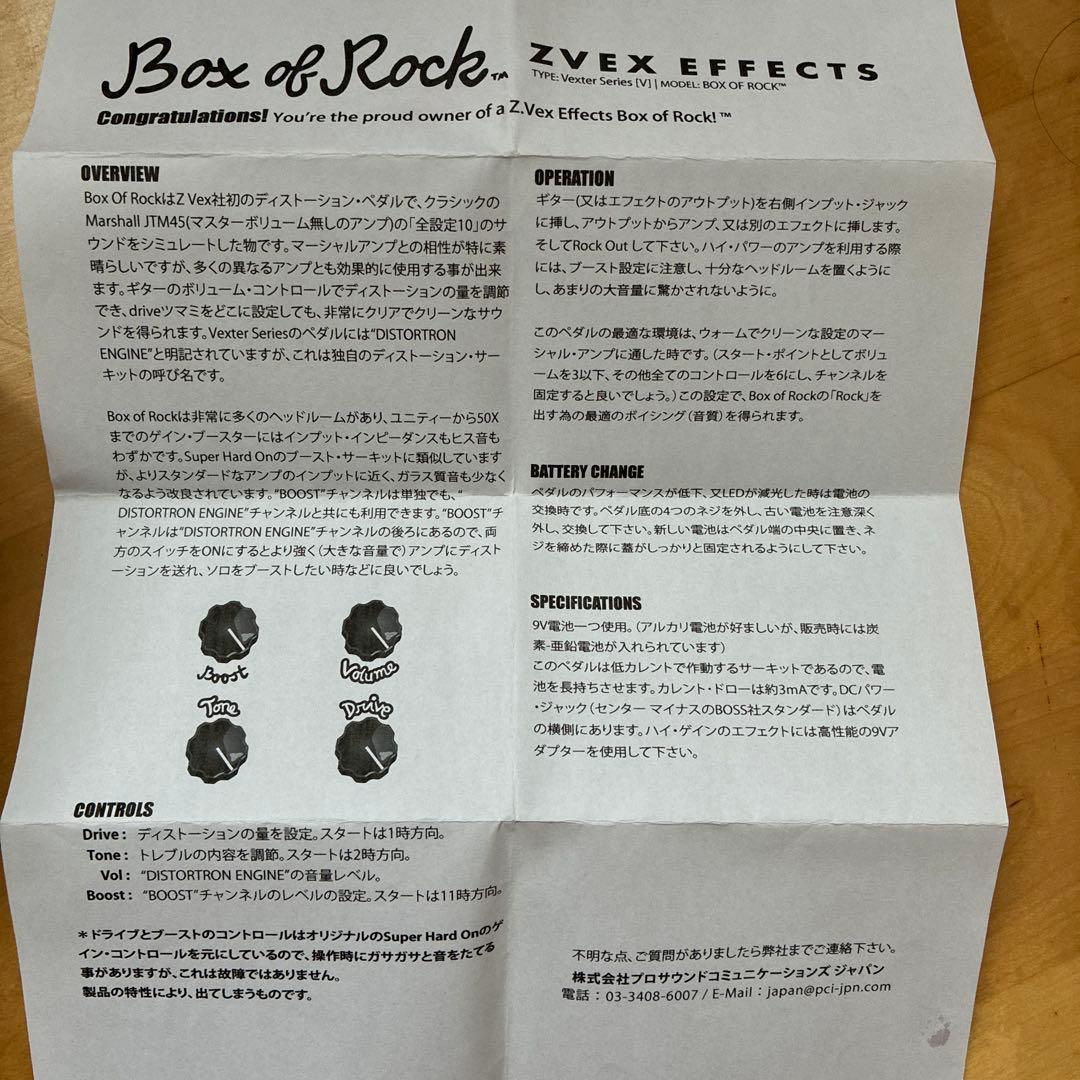 Box of Rock™
ZVEX EFFECTS
TYPE: Vexter Series [V] | MODEL: BOX OF ROCK™
Congratulations! You're the proud owner of a Z.Vex Effects Box of Rock! ™
OVERVIEW
Box Of RockはZ Vex社初のディストーション・ペダルで、クラシックの
Marshall JTM45(マスターボリューム無しのアンプ)の「全設定10」のサ
ウンドをシミュレートした物です。マーシャルアンプとの相性が特に素
晴らしいですが、多くの異なるアンプとも効果的に使用する事が出来
ます。ギターのボリューム・コントロールでディストーションの量を調節
でき、driveツマミをどこに設定しても、非常にクリアでクリーンなサウ
ンドを得られます。Vexter Seriesのペダルには“DISTORTRON
ENGINE”と明記されていますが、これは独自のディストーション・サー
キットの呼び名です。
Box of Rockは非常に多くのヘッドルームがあり、ユニティーから50X
までのゲイン・ブースターにはインプット・インピーダンスもヒス音も
わずかです。Super Hard Onのブースト・サーキットに類似しています
が、よりスタンダードなアンプのインプットに近く、ガラス質音も少なく
なるよう改良されています。“BOOST”チャンネルは単独でも、“
DISTORTRON ENGINE”チャンネルと共にも利用できます。“BOOST”チ
ャンネルは“DISTORTRON ENGINE”チャンネルの後ろにあるので、両
方のスイッチをONにするとより強く（大きな音量で）アンプにディスト
ーションを送れ、ソロをブーストしたい時などに良いでしょう。
Boost
Volume
Tone
Drive
CONTROLS
Drive： ディストーションの量を設定。スタートは1時方向。
Tone： トレブルの内容を調節。スタートは2時方向。
Vol： “DISTORTRON ENGINE”の音量レベル。
Boost： “BOOST”チャンネルのレベルの設定。スタートは11時方向。
＊ドライブとブーストのコントロールはオリジナルのSuper Hard Onのゲ
イン・コントロールを元にしているので、操作時にガサガサと音をたてる
事がありますが、これは故障ではありません。
製品の特性により、出てしまうものです。
OPERATION
ギター(又はエフェクトのアウトプット)を右側インプット・ジャック
に挿し、アウトプットからアンプ、又は別のエフェクトに挿します。
そしてRock Out して下さい。ハイ・パワーのアンプを利用する際
には、ブースト設定に注意し、十分なヘッドルームを置くように
し、あまりの大音量に驚かされないように。
このペダルの最適な環境は、ウォームでクリーンな設定のマー
シャル・アンプに通した時です。（スタート・ポイントとしてボリュ
ームを3以下、その他全てのコントロールを6にし、チャンネルを
固定すると良いでしょう。）この設定で、Box of Rockの「Rock」を
出す為の最適のボイシング（音質）を得られます。
BATTERY CHANGE
ペダルのパフォーマンスが低下、又LEDが減光した時は電池の
交換時です。ペダル底の4つのネジを外し、古い電池を注意深く
外し、交換して下さい。新しい電池はペダル端の中央に置き、ネ
ジを締めた際に蓋がしっかりと固定されるようにして下さい。
SPECIFICATIONS
9V電池一つ使用。（アルカリ電池が好ましいが、販売時には炭
素-亜鉛電池が入れられています）
このペダルは低カレントで作動するサーキットであるので、電
池を長持ちさせます。カレント・ドローは約3mAです。DCパワー
・ジャック（センター マイナスのBOSS社スタンダード）はペダル
の横側にあります。ハイ・ゲインのエフェクトには高性能の9Vア
ダプターを使用して下さい。
不明な点、ご質問がありましたら弊社までご連絡下さい。
株式会社プロサウンドコミュニケーションズ ジャパン
電話： 03-3408-6007 / E-Mail： japan@pci-jpn.com